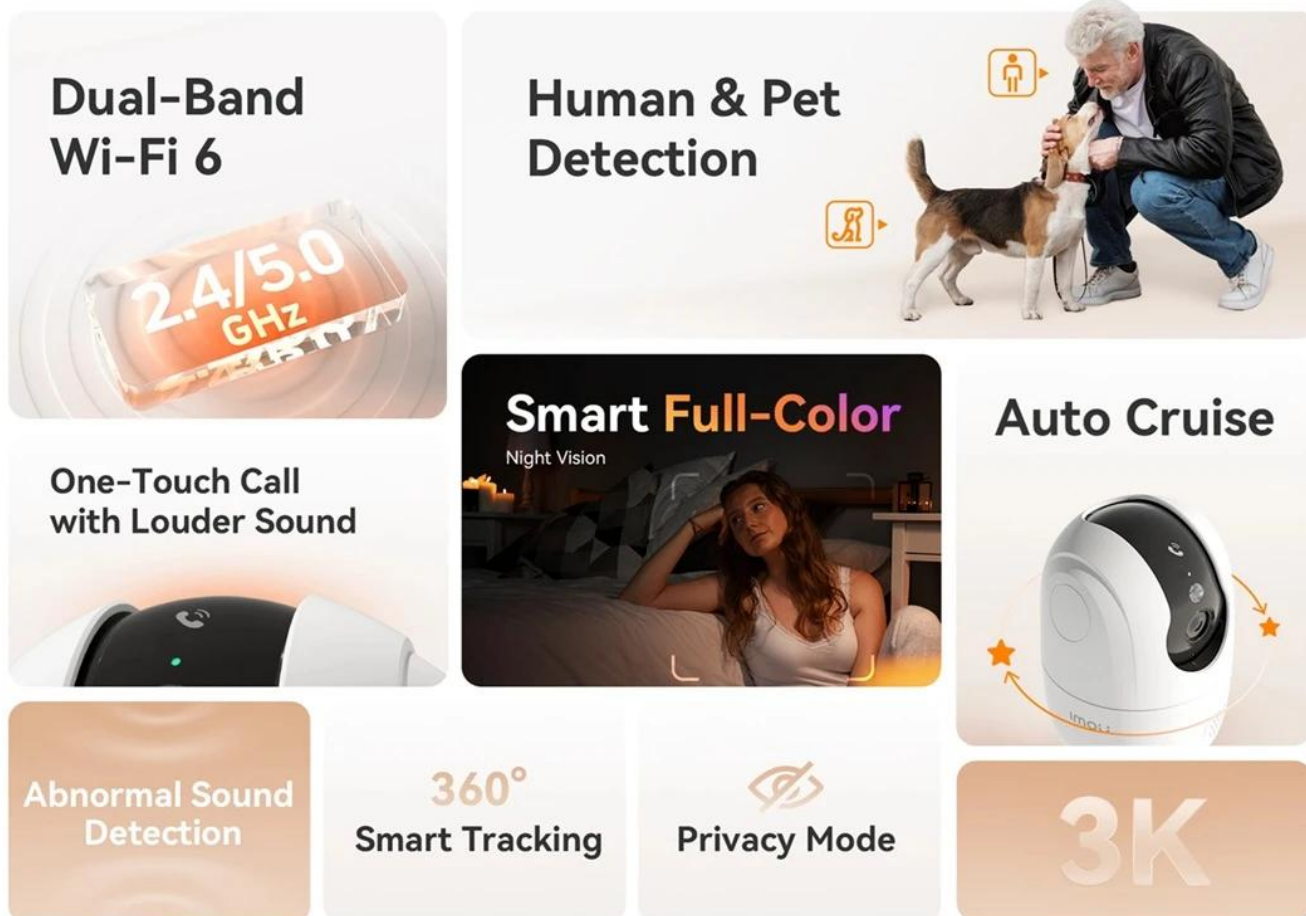 Dual-Band
Wi-Fi 6
2.4/5.0
GHz
Human & Pet
Detection
One-Touch Call
with Louder Sound
Smart Full-Color
Night Vision
Auto Cruise
imou
Abnormal Sound
Detection
360°
Smart Tracking
Privacy Mode
3K